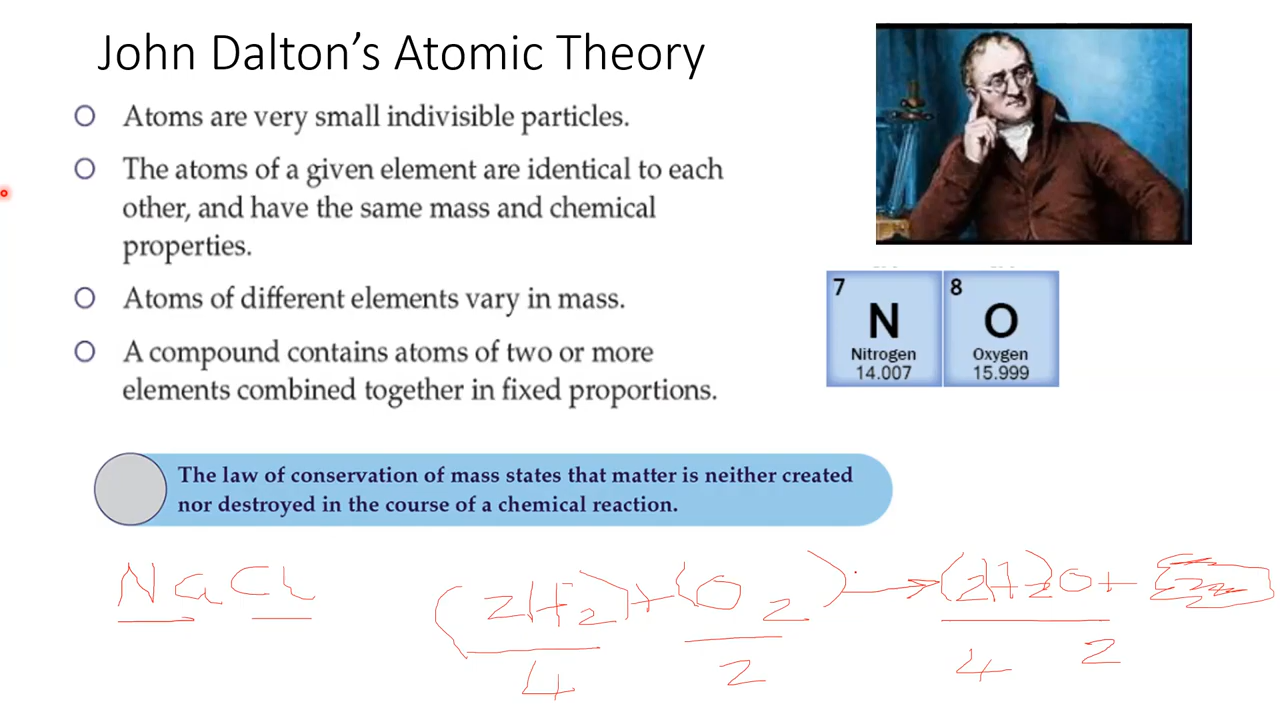 John Dalton's Atomic Theory
Atoms are very small indivisible particles.
The atoms of a given element are identical to each
other, and have the same mass and chemical
properties.
Atoms of different elements vary in mass.
A compound contains atoms of two or more
elements combined together in fixed proportions.
7
N
Nitrogen
14.007
8
O
Oxygen
15.999
The law of conservation of mass states that matter is neither created
nor destroyed in the course of a chemical reaction.
NaCl
(2H2)+(O2)→(2H2)O+
4 2 4 2